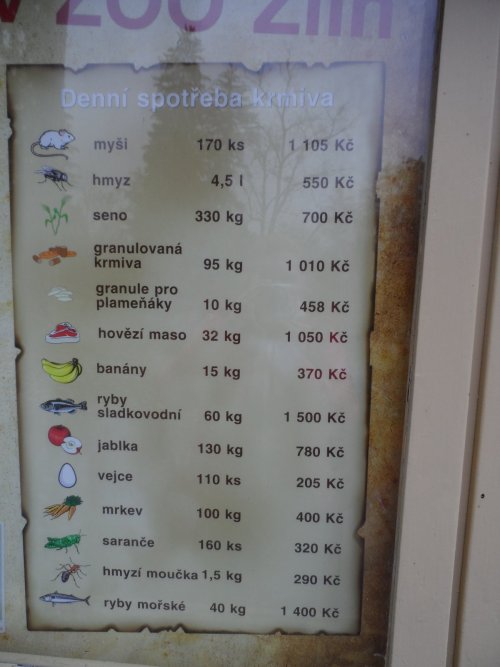 ZOO Zlín
Denní spotřeba krmiva
myši 170 ks 1 105 Kč
hmyz 4,5 l 550 Kč
seno 330 kg 700 Kč
granulovaná
krmiva 95 kg 1 010 Kč
granule pro
plameňáky 10 kg 458 Kč
hovězí maso 32 kg 1 050 Kč
banány 15 kg 370 Kč
ryby
sladkovodní 60 kg 1 500 Kč
jablka 130 kg 780 Kč
vejce 110 ks 205 Kč
mrkev 100 kg 400 Kč
saranče 160 ks 320 Kč
hmyzí moučka 1,5 kg 290 Kč
ryby mořské 40 kg 1 400 Kč